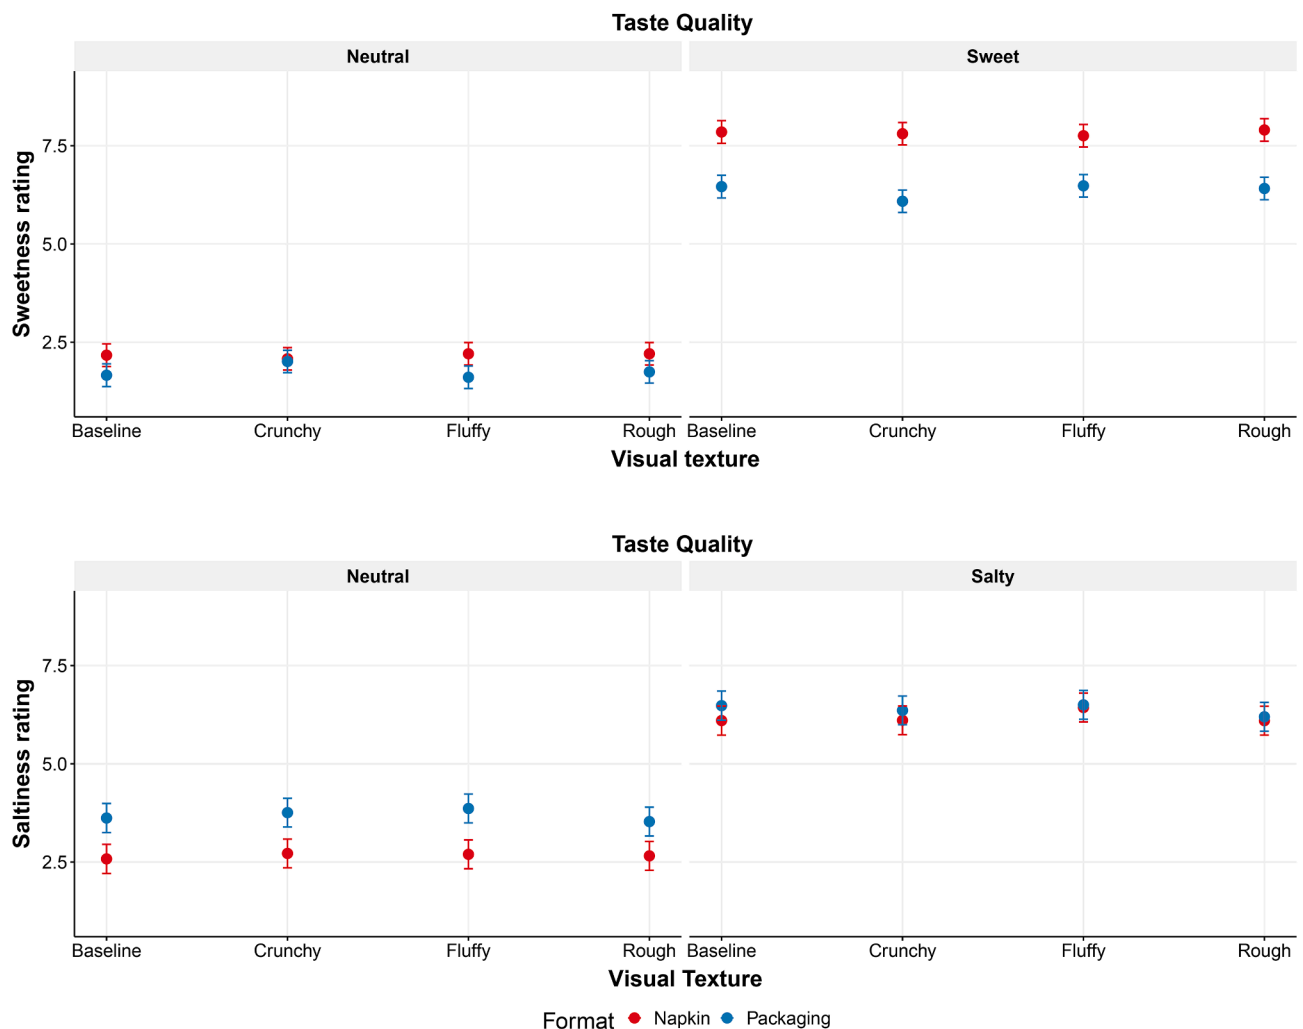 Taste Quality
Neutral Sweet
Sweetness rating
7.5
5.0
2.5
Baseline Crunchy Fluffy Rough Baseline Crunchy Fluffy Rough
Visual texture
Taste Quality
Neutral Salty
Saltiness rating
7.5
5.0
2.5
Baseline Crunchy Fluffy Rough Baseline Crunchy Fluffy Rough
Visual Texture
Format Napkin Packaging